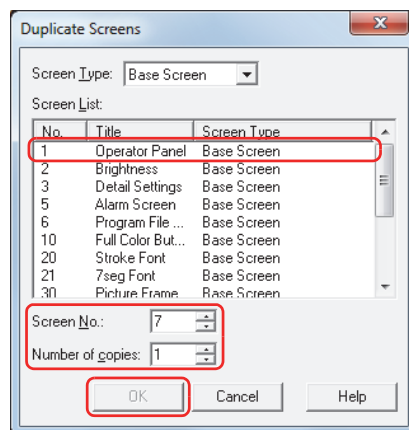 Duplicate Screens
Screen Type: Base Screen
Screen List:
No. Title Screen Type
1 Operator Panel Base Screen
2 Brightness Base Screen
3 Detail Settings Base Screen
5 Alarm Screen Base Screen
6 Program File ... Base Screen
10 Full Color But... Base Screen
20 Stroke Font Base Screen
21 7seg Font Base Screen
30 Picture Frame Base Screen
Screen No.: 7
Number of copies: 1
OK Cancel Help